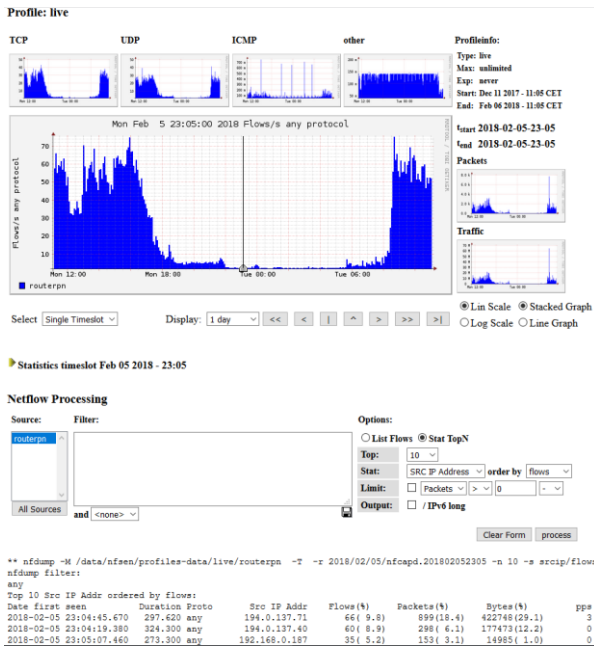 Profile: live
TCP UDP ICMP other Profileinfo:
Type: live
Max: unlimited
Exp: never
Start: Dec 11 2017 - 11:05 CET
End: Feb 06 2018 - 11:05 CET
tstart 2018-02-05-23-05
tend 2018-02-05-23-05
Mon Feb 5 23:05:00 2018 Flows/s any protocol
Flows/s any protocol
70
60
50
40
30
20
10
Mon 12:00 Mon 18:00 Tue 00:00 Tue 06:00
routerpn
Packets
Traffic
Lin Scale Stacked Graph
Log Scale Line Graph
Select Single Timeslot Display: 1 day << < | ^ > >> >|
Statistics timeslot Feb 05 2018 - 23:05
Netflow Processing
Source: Filter: Options:
routerpn
List Flows Stat TopN
Top: 10
Stat: SRC IP Address order by flows
Limit: Packets > 0 -
Output: / IPv6 long
All Sources and <none>
Clear Form process
** nfdump -M /data/nfsen/profiles-data/live/routerpn -T -r 2018/02/05/nfcapd.201802052305 -n 10 -s srcip/flows
nfdump filter:
any
Top 10 Src IP Addr ordered by flows:
Date first seen Duration Proto Src IP Addr Flows(%) Packets(%) Bytes(%) pps
2018-02-05 23:04:45.670 297.620 any 194.0.137.71 66( 9.8) 899(18.4) 422748(29.1) 3
2018-02-05 23:04:19.380 324.300 any 194.0.137.40 60( 8.9) 298( 6.1) 177473(12.2) 0
2018-02-05 23:05:07.460 273.300 any 192.168.0.187 35( 5.2) 153( 3.1) 14985( 1.0) 0